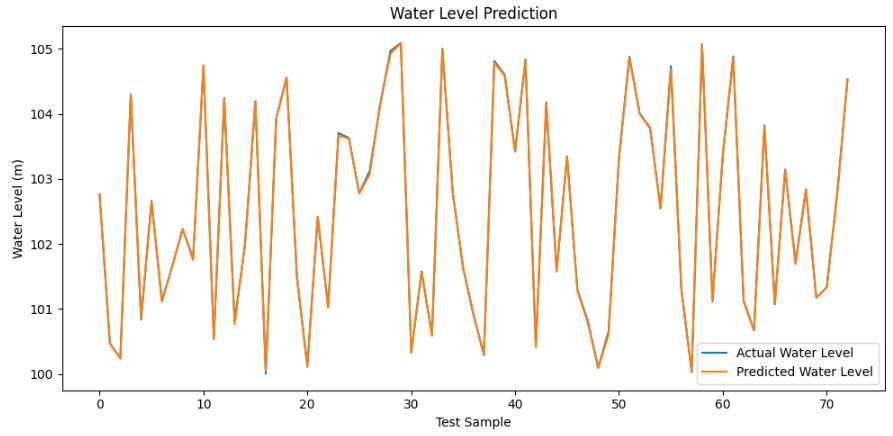 Water Level Prediction
Water Level (m)
105
104
103
102
101
100
0
10
20
30
40
50
60
70
Test Sample
Actual Water Level
Predicted Water Level